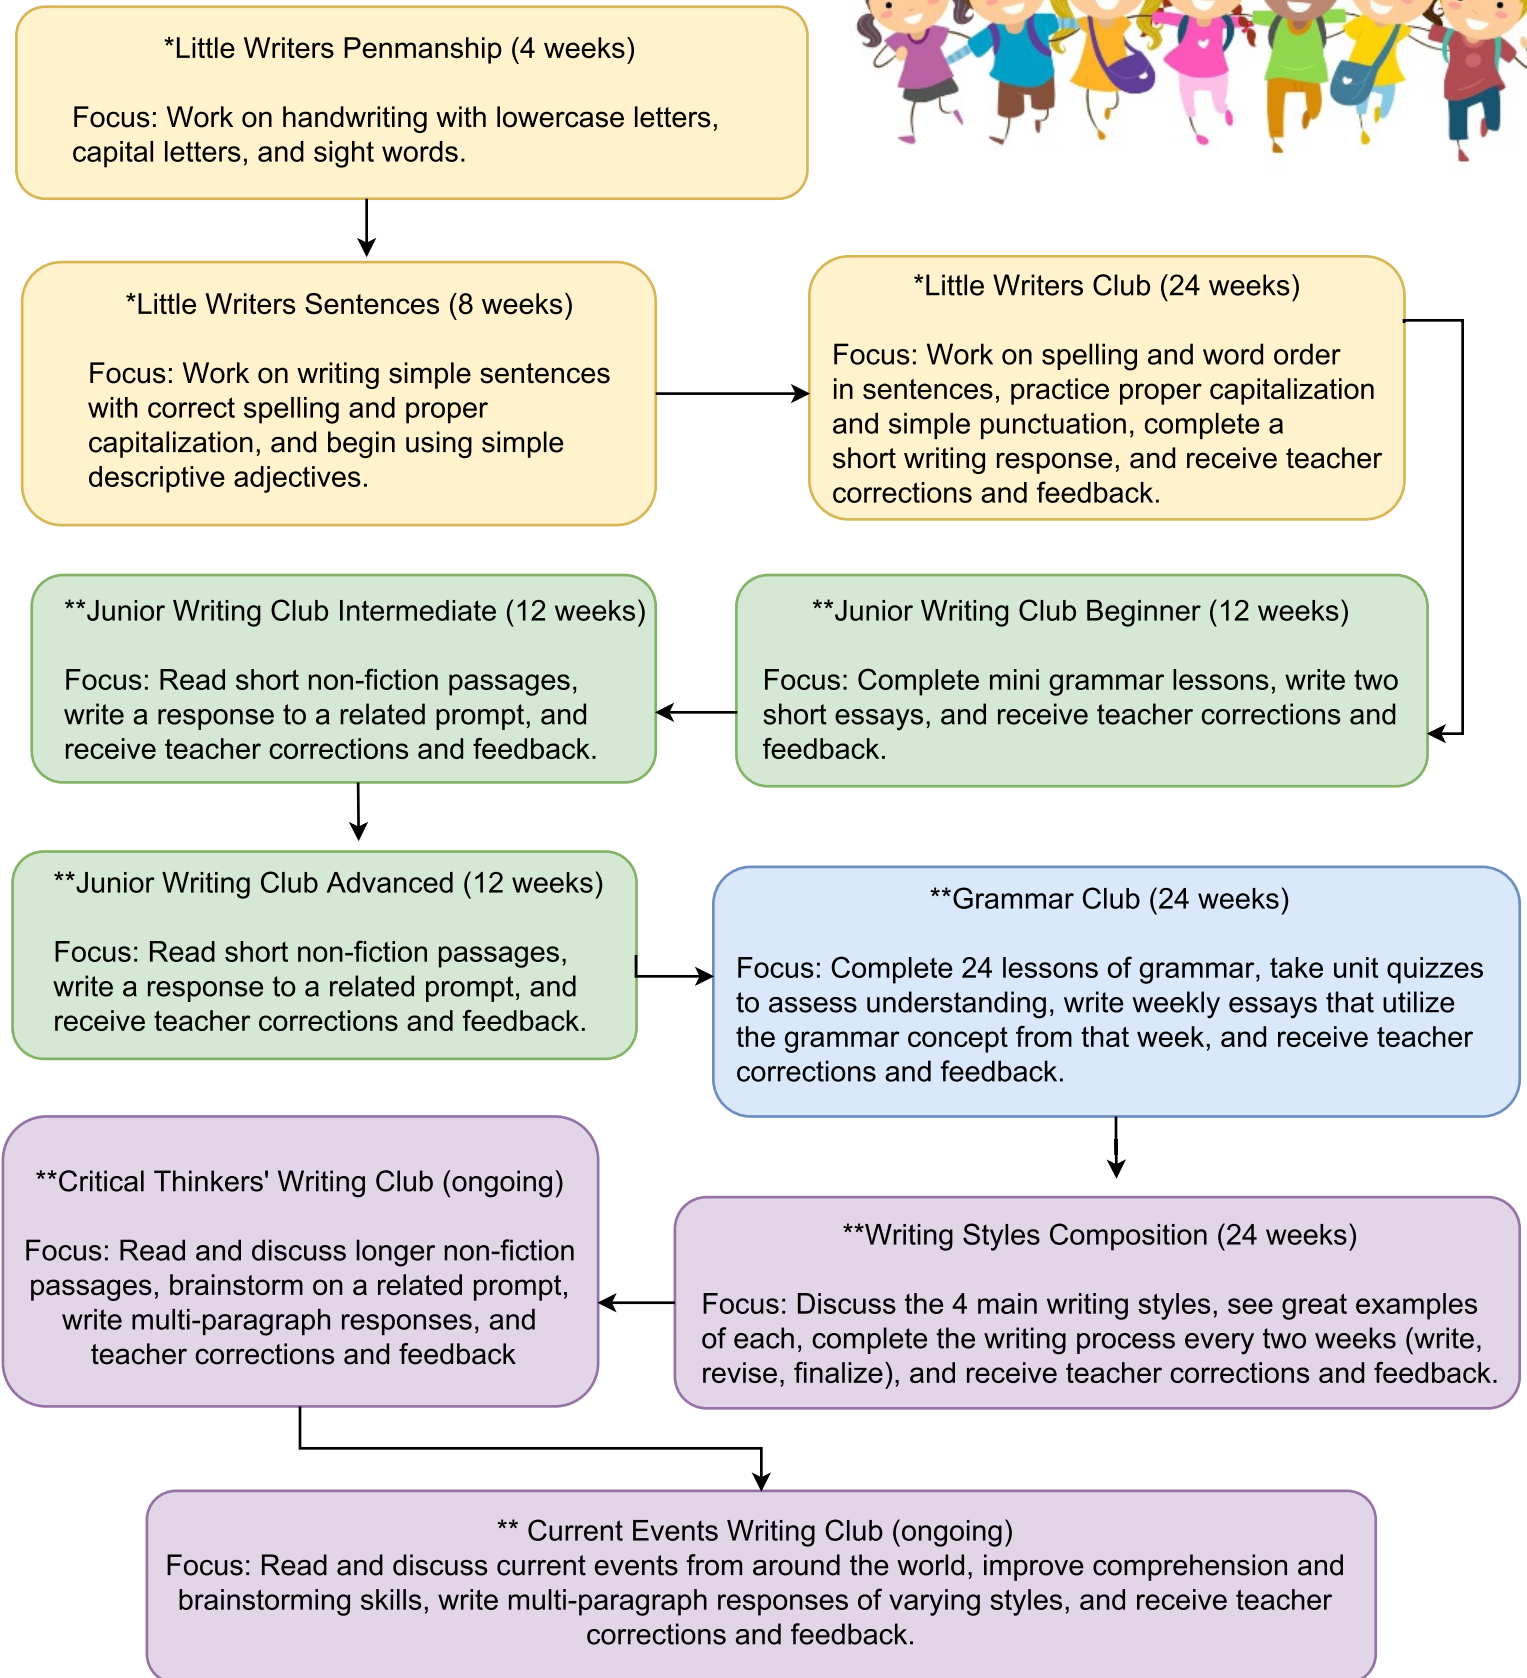 *Little Writers Penmanship (4 weeks)
Focus: Work on handwriting with lowercase letters,
capital letters, and sight words.
*Little Writers Sentences (8 weeks)
Focus: Work on writing simple sentences
with correct spelling and proper
capitalization, and begin using simple
descriptive adjectives.
*Little Writers Club (24 weeks)
Focus: Work on spelling and word order
in sentences, practice proper capitalization
and simple punctuation, complete a
short writing response, and receive teacher
corrections and feedback.
**Junior Writing Club Beginner (12 weeks)
Focus: Complete mini grammar lessons, write two
short essays, and receive teacher corrections and
feedback.
**Junior Writing Club Intermediate (12 weeks)
Focus: Read short non-fiction passages,
write a response to a related prompt, and
receive teacher corrections and feedback.
**Junior Writing Club Advanced (12 weeks)
Focus: Read short non-fiction passages,
write a response to a related prompt, and
receive teacher corrections and feedback.
**Grammar Club (24 weeks)
Focus: Complete 24 lessons of grammar, take unit quizzes
to assess understanding, write weekly essays that utilize
the grammar concept from that week, and receive teacher
corrections and feedback.
**Writing Styles Composition (24 weeks)
Focus: Discuss the 4 main writing styles, see great examples
of each, complete the writing process every two weeks (write,
revise, finalize), and receive teacher corrections and feedback.
**Critical Thinkers' Writing Club (ongoing)
Focus: Read and discuss longer non-fiction
passages, brainstorm on a related prompt,
write multi-paragraph responses, and
teacher corrections and feedback
** Current Events Writing Club (ongoing)
Focus: Read and discuss current events from around the world, improve comprehension and
brainstorming skills, write multi-paragraph responses of varying styles, and receive teacher
corrections and feedback.